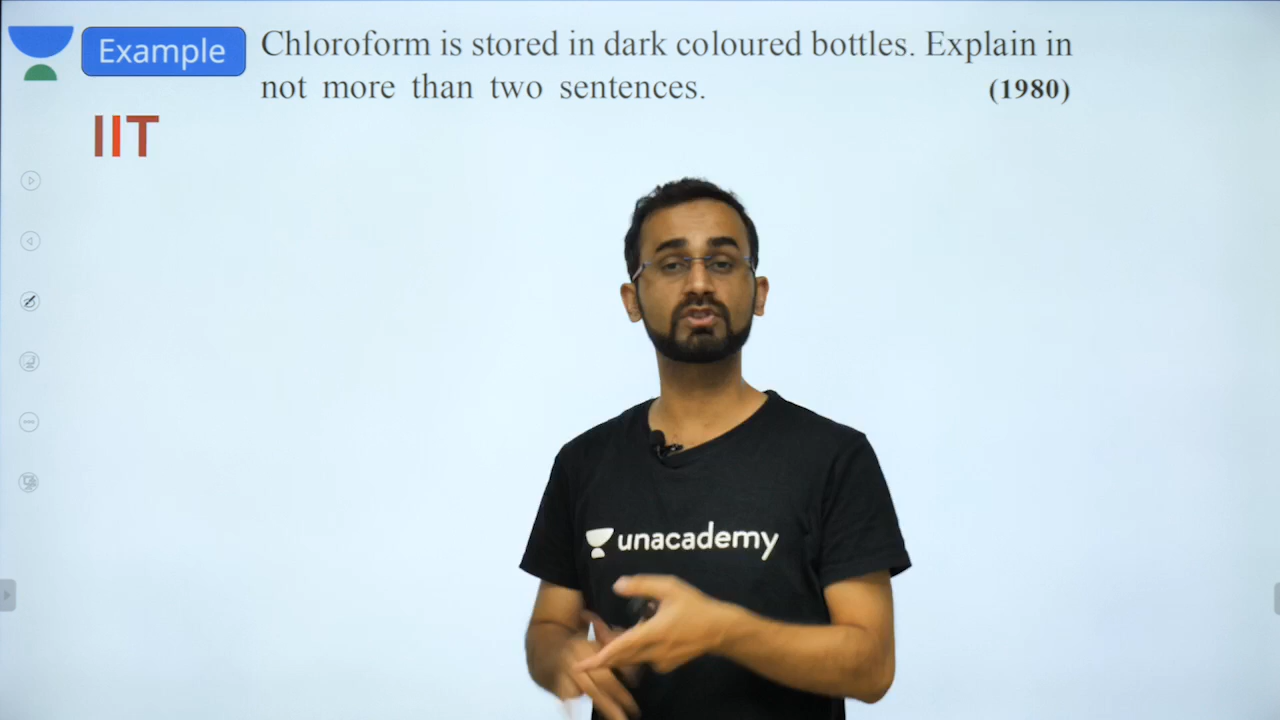 Example
Chloroform is stored in dark coloured bottles. Explain in
not more than two sentences.
(1980)
IIT
unacademy